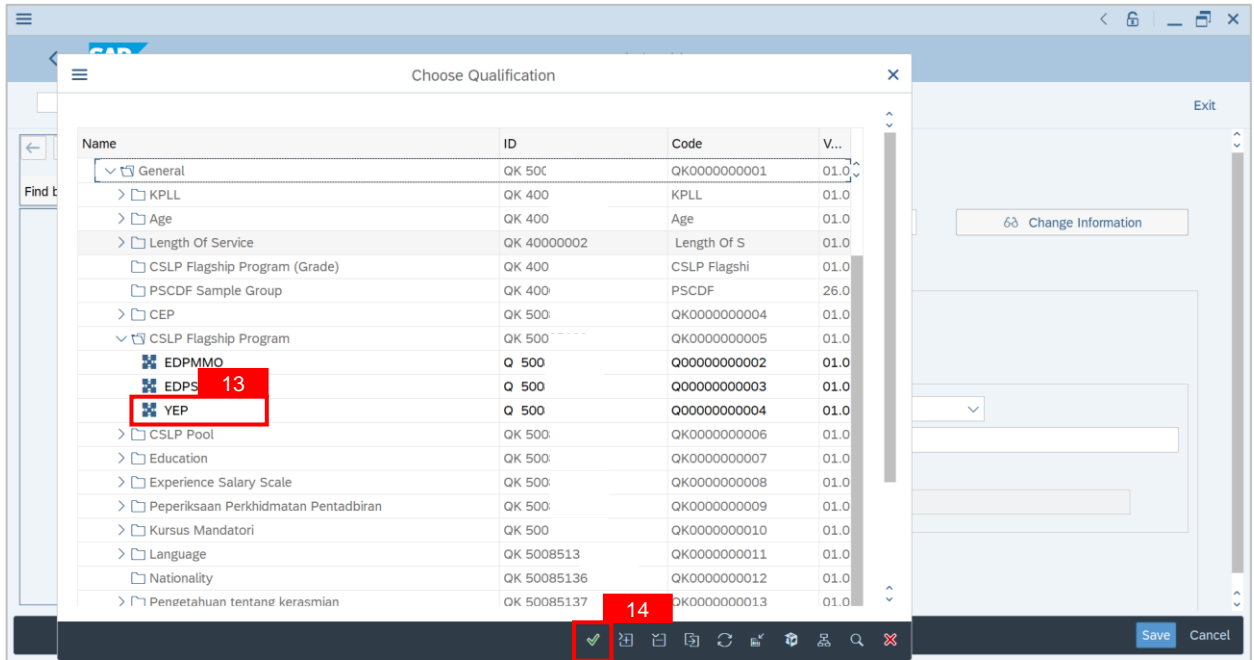 SAP
Choose Qualification
Exit
Name ID Code V...
General QK 500 QK0000000001 01.0
Find b
KPLL QK 400 KPLL 01.0
Age QK 400 Age 01.0
Change Information
Length Of Service QK 40000002 Length Of S 01.0
CSLP Flagship Program (Grade) QK 400 CSLP Flagshi 01.0
PSCDF Sample Group QK 400 PSCDF 26.0
CEP QK 500 QK0000000004 01.0
CSLP Flagship Program QK 500 QK0000000005 01.0
EDPMMO Q 500 Q00000000002 01.0
EDPS 13 Q 500 Q00000000003 01.0
YEP Q 500 Q00000000004 01.0
CSLP Pool QK 500 QK0000000006 01.0
Education QK 500 QK0000000007 01.0
Experience Salary Scale QK 500 QK0000000008 01.0
Peperiksaan Perkhidmatan Pentadbiran QK 500 QK0000000009 01.0
Kursus Mandatori QK 500 QK0000000010 01.0
Language QK 5008513 QK0000000011 01.0
Nationality QK 50085136 QK0000000012 01.0
Pengetahuan tentang kerasmian QK 50085137 QK0000000013 01.0
14
Save Cancel